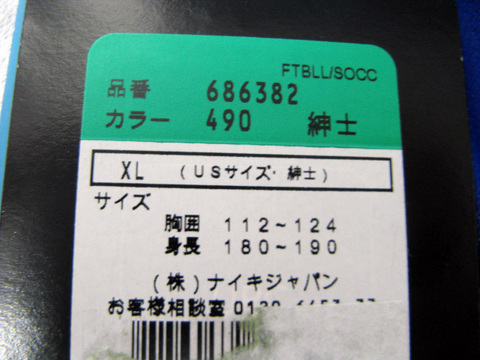 FTBLL/SOCC
品番 686382
カラー 490 紳士
XL (USサイズ・紳士)
サイズ
胸囲 112~124
身長 180~190
(株)ナイキジャパン
お客様相談室